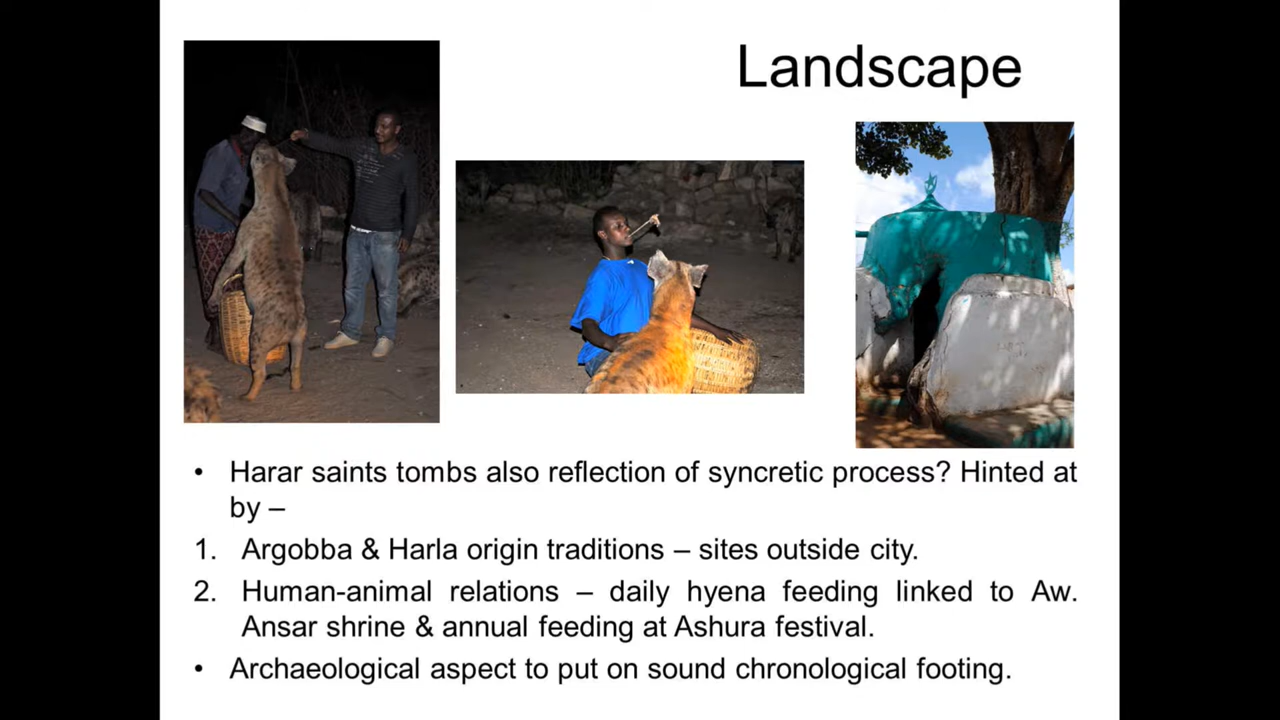 Landscape
• Harar saints tombs also reflection of syncretic process? Hinted at
by –
1. Argobba & Harla origin traditions – sites outside city.
2. Human-animal relations – daily hyena feeding linked to Aw.
Ansar shrine & annual feeding at Ashura festival.
• Archaeological aspect to put on sound chronological footing.